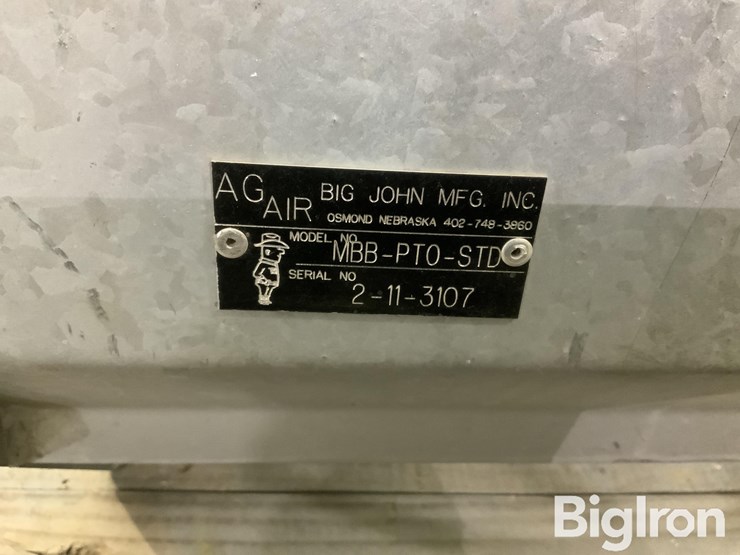 AG AIR BIG JOHN MFG. INC.
OSMOND NEBRASKA 402-748-3860
MODEL NO. MBB-PTO-STD
SERIAL NO 2-11-3107
BigIron